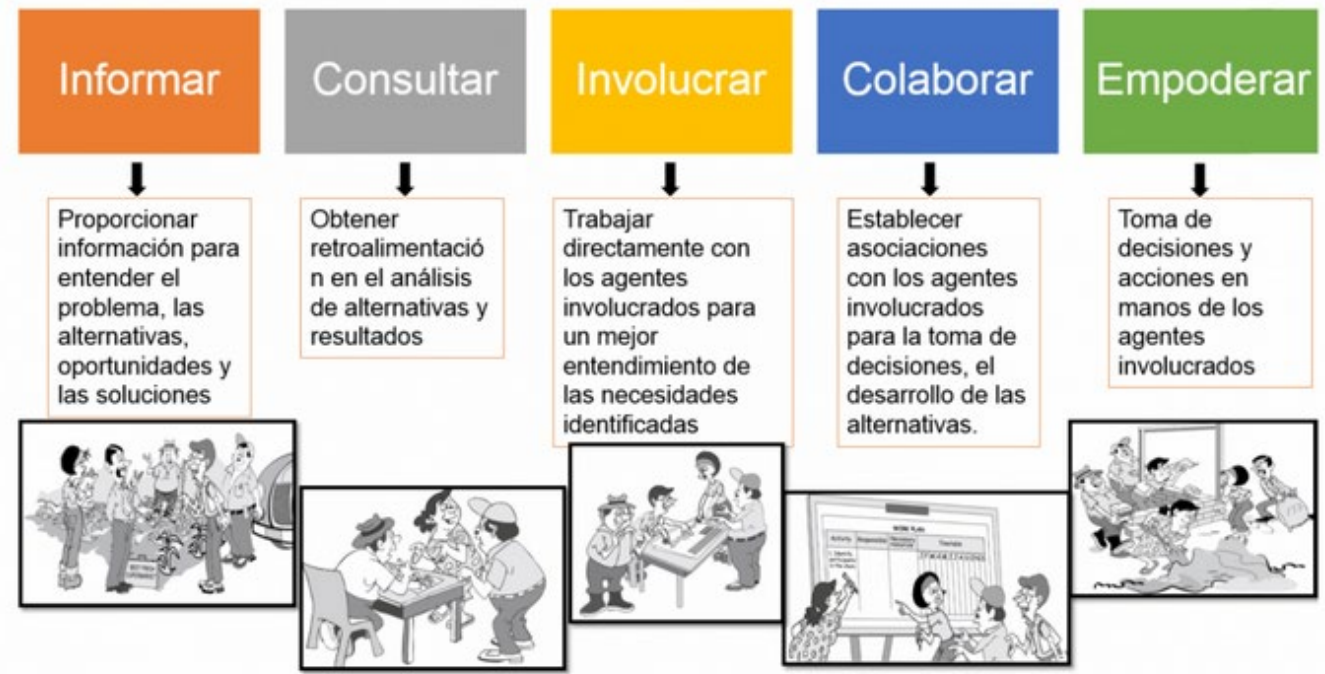 Informar
Proporcionar
información para
entender el
problema, las
alternativas,
oportunidades y
las soluciones
Consultar
Obtener
retroalimentació
n en el análisis
de alternativas y
resultados
Involucrar
Trabajar
directamente con
los agentes
involucrados para
un mejor
entendimiento de
las necesidades
identificadas
Colaborar
Establecer
asociaciones
con los agentes
involucrados
para la toma de
decisiones, el
desarrollo de las
alternativas.
Empoderar
Toma de
decisiones y
acciones en
manos de los
agentes
involucrados
WORK PLAN
Activity Responsible Timetable